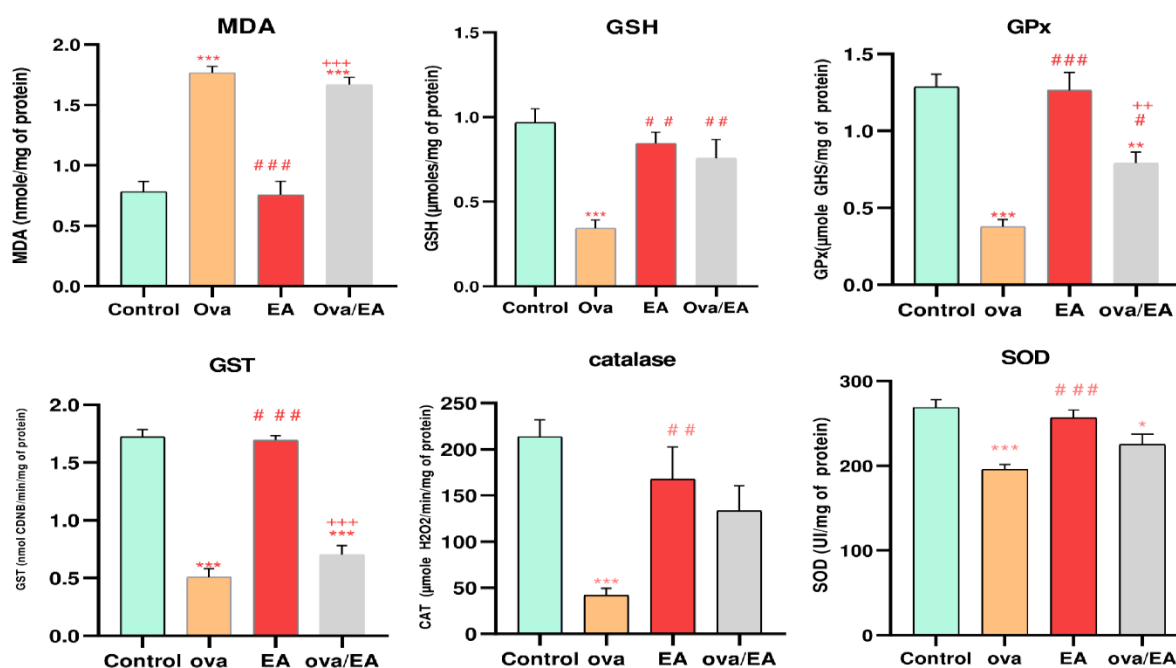 MDA
MDA (nmole/mg of protein)
2.0
1.5
1.0
0.5
0.0
***
###
+++
***
Control Ova EA Ova/EA
GSH
GSH (µmoles/mg of protein)
1.5
1.0
0.5
0.0
***
# #
##
Control Ova EA Ova/EA
GPx
GPx(µmole GHS/mg of protein)
1.5
1.0
0.5
0.0
***
###
++
#
**
Control ova EA ova/EA
GST
GST (nmol CDNB/min/mg of protein)
2.0
1.5
1.0
0.5
0.0
***
# ##
+++
***
Control ova EA ova/EA
catalase
CAT (µmole H2O2/min/mg of protein)
250
200
150
100
50
0
***
##
Control ova EA ova/EA
SOD
SOD (UI/mg of protein)
300
200
100
0
***
# ##
*
Control ova EA ova/EA